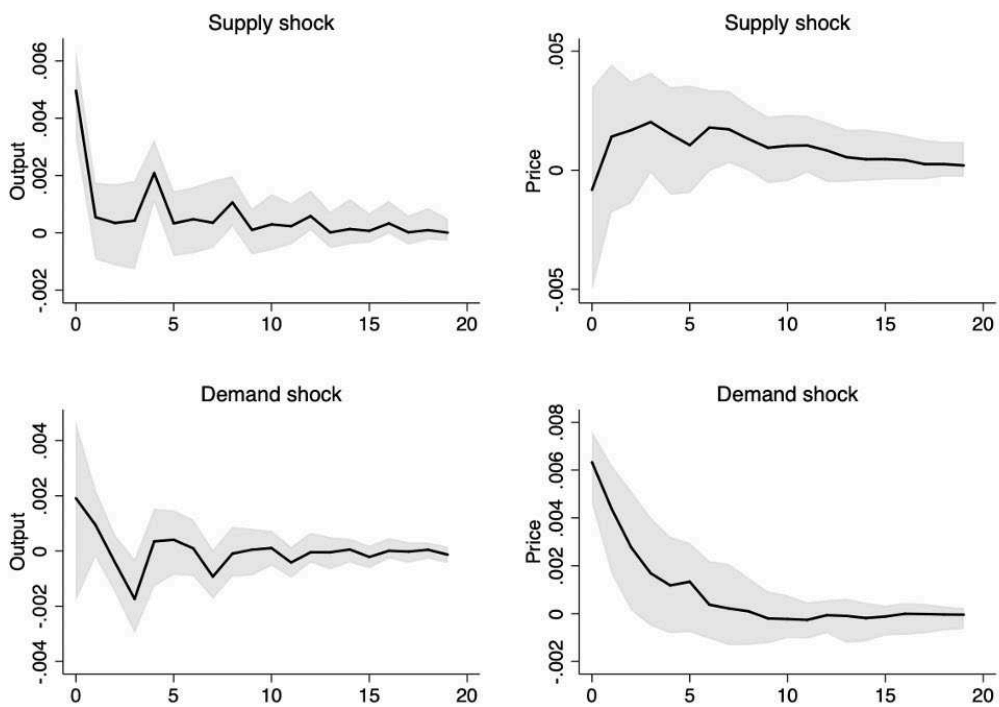 Supply shock
Output
.006
.004
.002
0
-.002
0 5 10 15 20
Supply shock
Price
.005
0
-.005
0 5 10 15 20
Demand shock
Output
.004
.002
0
-.002
-.004
0 5 10 15 20
Demand shock
Price
.008
.006
.004
.002
0
-.002
0 5 10 15 20